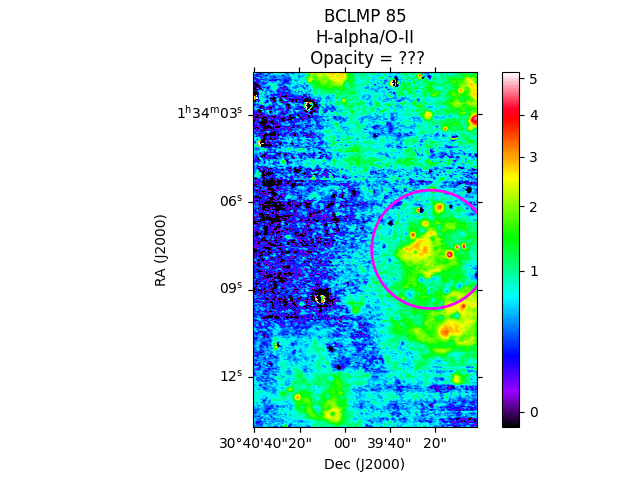 BCLMP 85
H-alpha/O-II
Opacity = ???
1ʰ34ᵐ03ˢ
06ˢ
09ˢ
12ˢ
RA (J2000)
30°40'40"20" 00" 39'40" 20"
Dec (J2000)
5
4
3
2
1
0